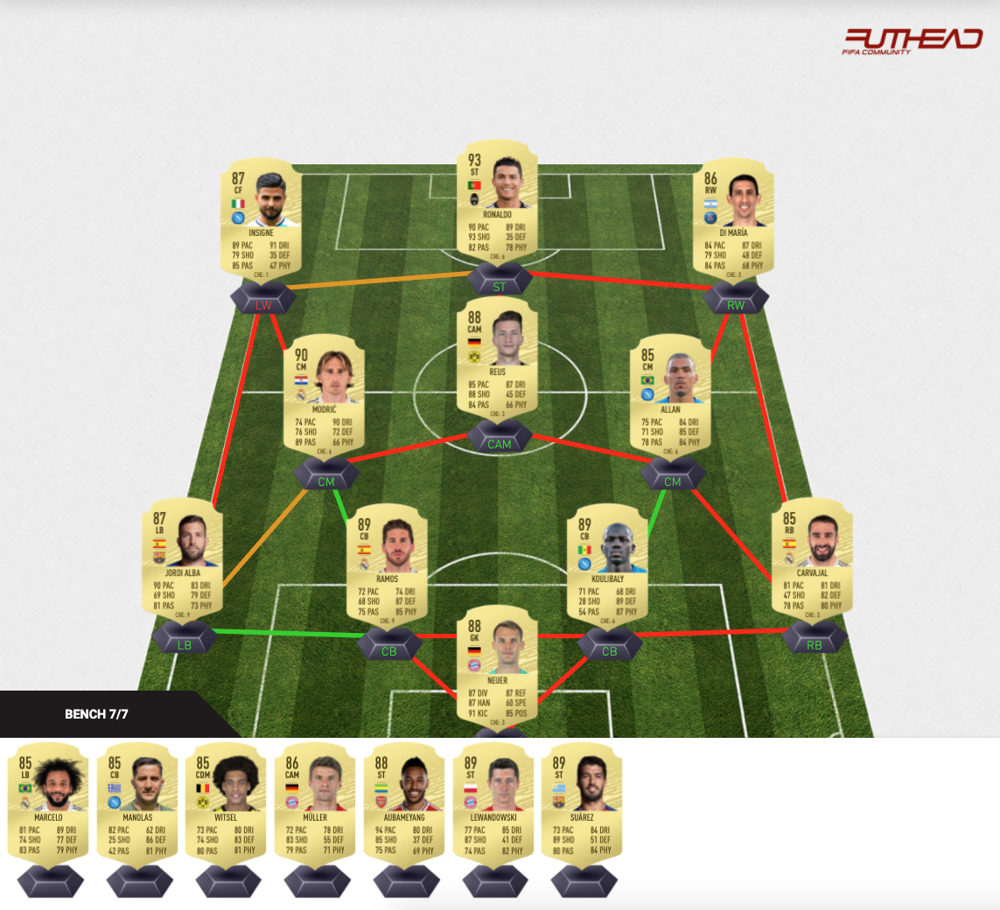 FUTHEAD
FIFA COMMUNITY
93
ST
RONALDO
90 PAC 89 DRI
93 SHO 35 DEF
82 PAS 78 PHY
CHE: 6
ST
87
CF
INSIGNE
89 PAC 91 DRI
79 SHO 35 DEF
85 PAS 47 PHY
CHE: 1
LW
86
RW
DI MARÍA
84 PAC 87 DRI
79 SHO 48 DEF
84 PAS 68 PHY
CHE: 3
RW
88
CAM
REUS
85 PAC 87 DRI
88 SHO 45 DEF
84 PAS 66 PHY
CHE: 3
CAM
90
CM
MODRIĆ
74 PAC 90 DRI
76 SHO 72 DEF
89 PAS 66 PHY
CHE: 6
CM
85
CM
ALLAN
75 PAC 84 DRI
71 SHO 85 DEF
78 PAS 84 PHY
CHE: 6
CM
87
LB
JORDI ALBA
90 PAC 83 DRI
69 SHO 79 DEF
81 PAS 73 PHY
CHE: 9
LB
89
CB
RAMOS
72 PAC 74 DRI
68 SHO 87 DEF
75 PAS 85 PHY
CHE: 9
CB
89
CB
KOULIBALY
71 PAC 68 DRI
28 SHO 89 DEF
54 PAS 87 PHY
CHE: 6
CB
85
RB
CARVAJAL
81 PAC 81 DRI
47 SHO 82 DEF
78 PAS 80 PHY
CHE: 3
RB
88
GK
NEUER
87 DIV 87 REF
87 HAN 60 SPE
91 KIC 85 POS
CHE: 3
BENCH 7/7
85
LB
MARCELO
81 PAC 89 DRI
74 SHO 77 DEF
83 PAS 79 PHY
85
CB
MANOLAS
82 PAC 62 DRI
25 SHO 86 DEF
42 PAS 81 PHY
85
CDM
WITSEL
73 PAC 80 DRI
74 SHO 83 DEF
80 PAS 81 PHY
86
CAM
MÜLLER
72 PAC 78 DRI
83 SHO 55 DEF
79 PAS 71 PHY
88
ST
AUBAMEYANG
94 PAC 80 DRI
85 SHO 37 DEF
75 PAS 69 PHY
89
ST
LEWANDOWSKI
77 PAC 85 DRI
87 SHO 41 DEF
74 PAS 82 PHY
89
ST
SUÁREZ
73 PAC 84 DRI
89 SHO 51 DEF
80 PAS 84 PHY